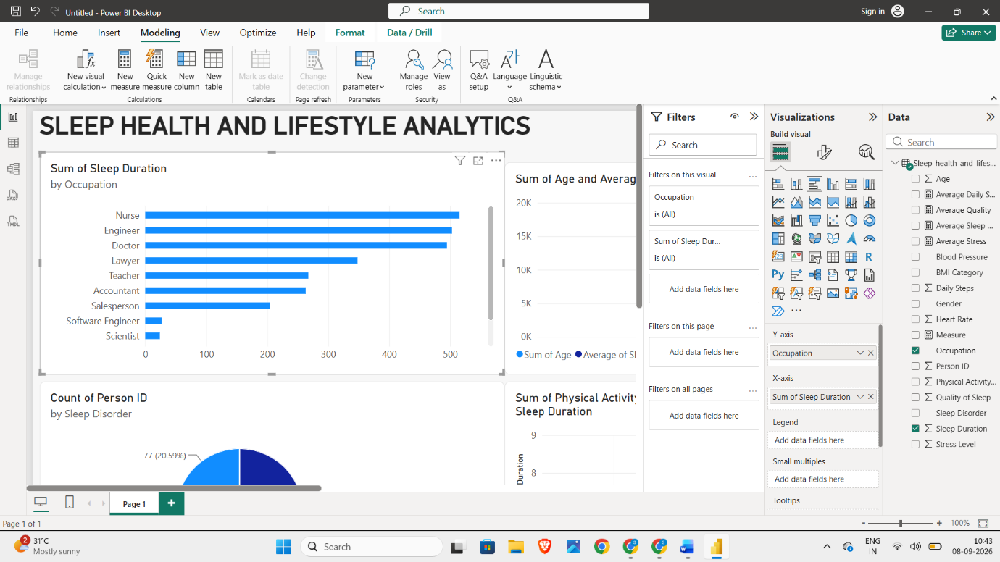 Untitled - Power BI Desktop
Search
Sign in
File Home Insert Modeling View Optimize Help Format Data / Drill
Share
Manage relationships
New visual calculation
New measure
Quick measure
New column
New table
Mark as date table
Change detection
New parameter
Manage roles
View as
Q&A setup
Language
Linguistic schema
Relationships Calculations Calendars Page refresh Parameters Security Q&A
SLEEP HEALTH AND LIFESTYLE ANALYTICS
Sum of Sleep Duration
by Occupation
Nurse
Engineer
Doctor
Lawyer
Teacher
Accountant
Salesperson
Software Engineer
Scientist
0 100 200 300 400 500
Sum of Age and Averag
20K
15K
10K
5K
0K
Sum of Age Average of Sl
Count of Person ID
by Sleep Disorder
77 (20.59%)
Sum of Physical Activity
Sleep Duration
9
8
Duration
Filters
Search
Filters on this visual ...
Occupation
is (All)
Sum of Sleep Dur...
is (All)
Add data fields here
Filters on this page ...
Add data fields here
Filters on all pages ...
Add data fields here
Visualizations
Build visual
R
Py
123
...
Y-axis
Occupation
X-axis
Sum of Sleep Duration
Legend
Add data fields here
Small multiples
Add data fields here
Tooltips
Data
Search
Sleep_health_and_lifes...
Age
Average Daily S...
Average Quality
Average Sleep ...
Average Stress
Blood Pressure
BMI Category
Daily Steps
Gender
Heart Rate
Measure
Occupation
Person ID
Physical Activity...
Quality of Sleep
Sleep Disorder
Sleep Duration
Stress Level
DAX
TMDL
Page 1
Page 1 of 1
- + 100%
2
31°C
Mostly sunny
Search
ENG
IN
10:43
08-09-2026